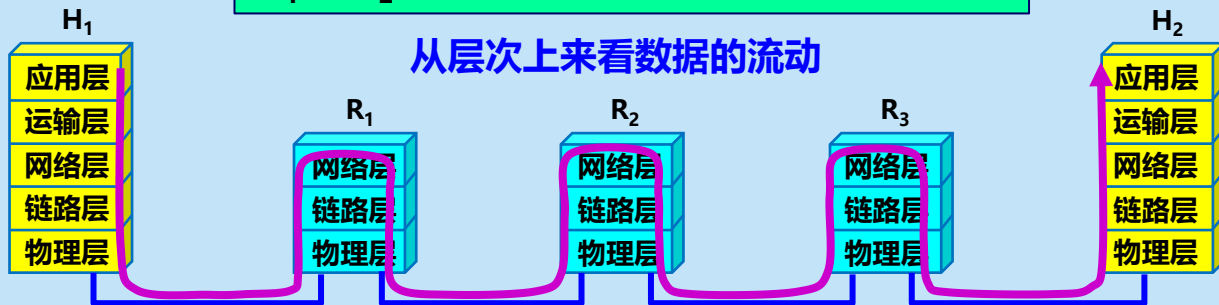 H₁
H₂
从层次上来看数据的流动
应用层
运输层
网络层
链路层
物理层
R₁
网络层
链路层
物理层
R₂
网络层
链路层
物理层
R₃
网络层
链路层
物理层
应用层
运输层
网络层
链路层
物理层